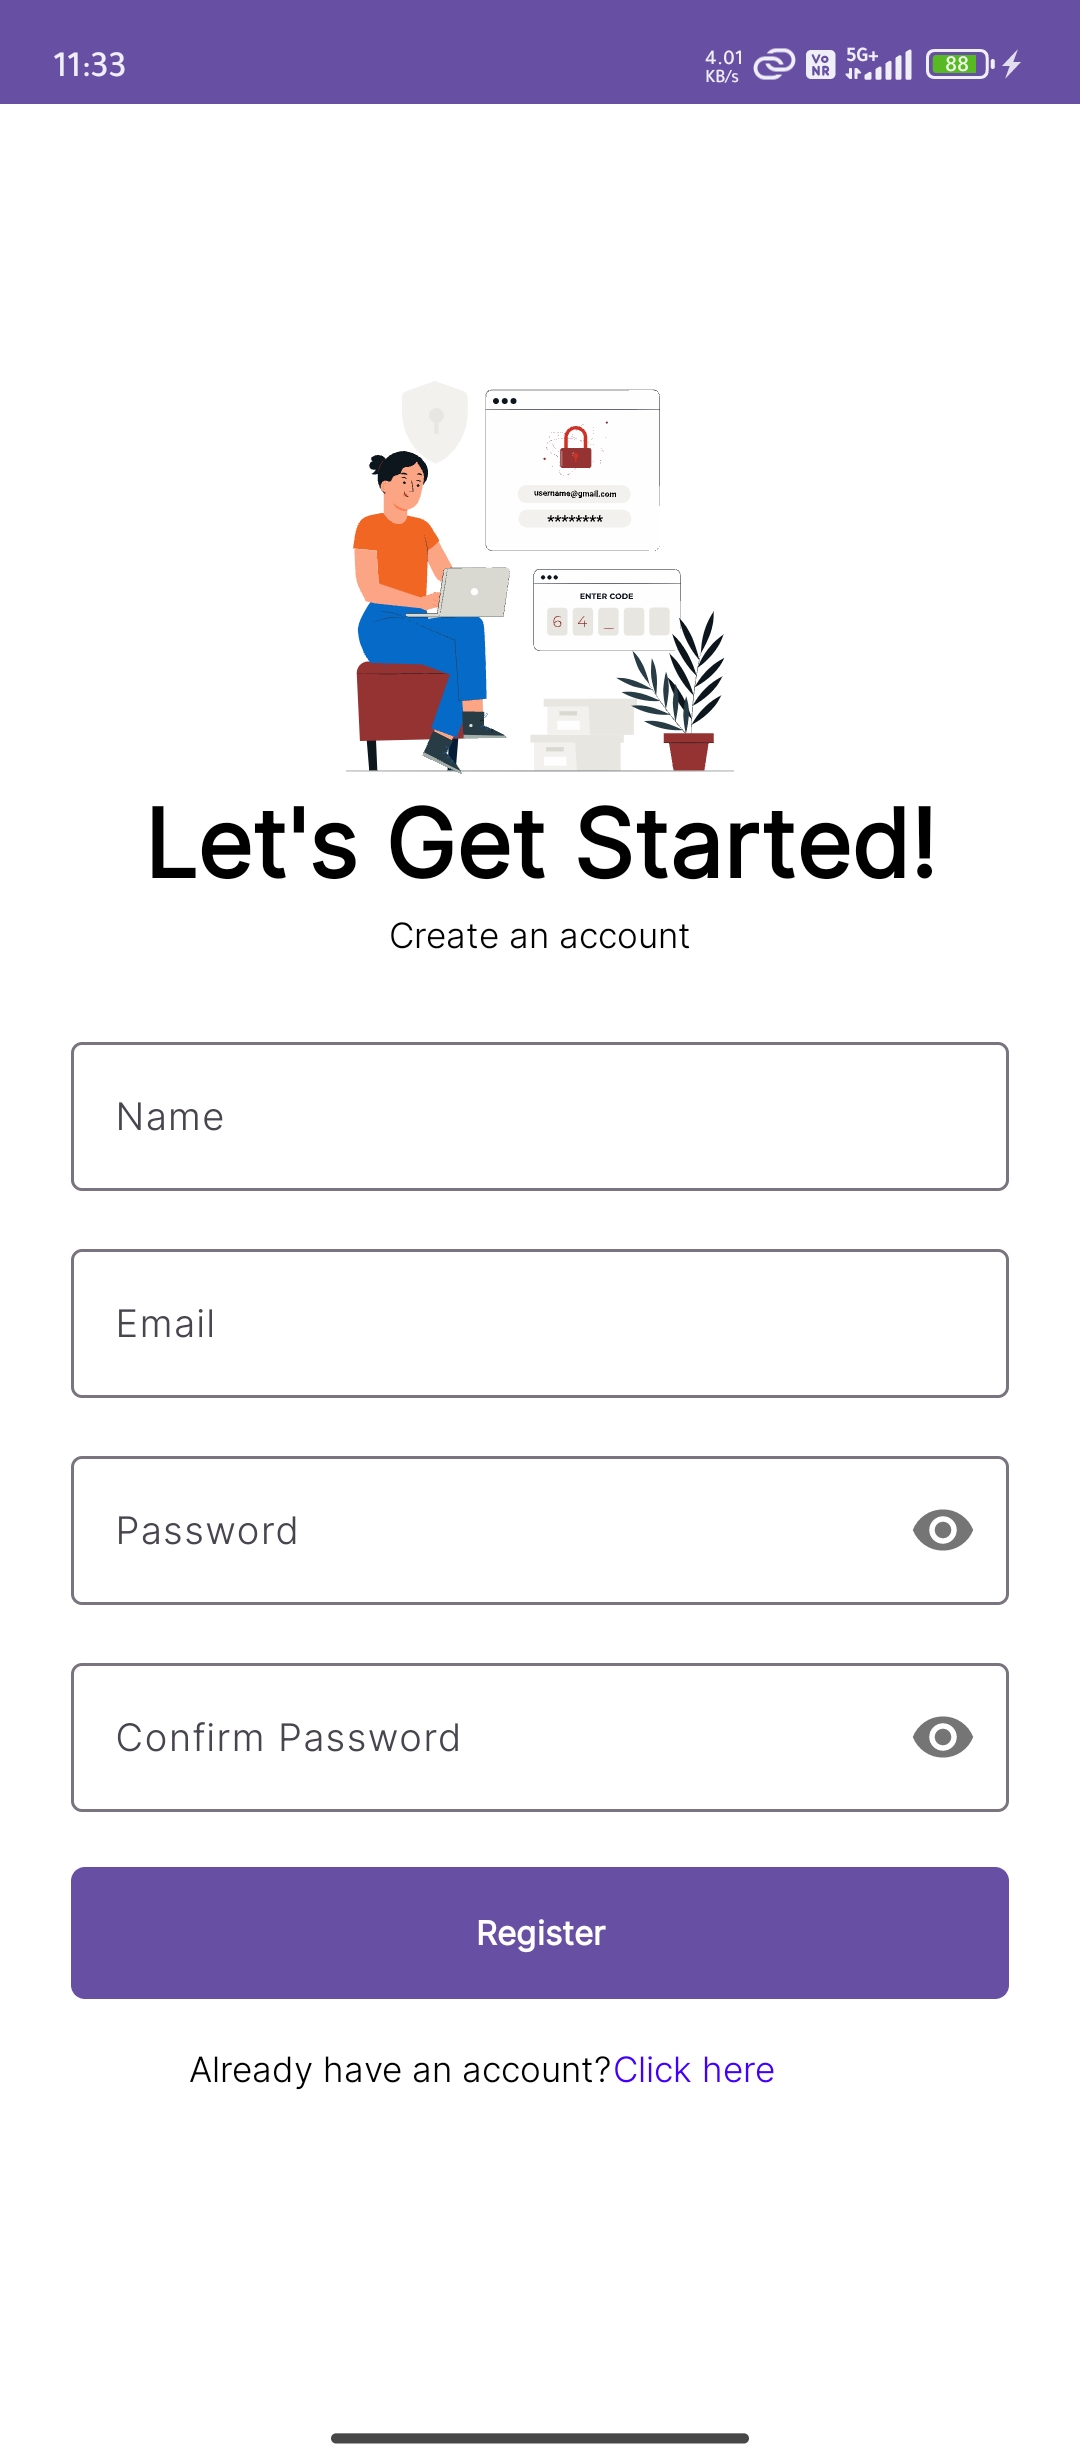 11:33
4.01
KB/s
Vo
NR
5G+
88
username@gmail.com
********
ENTER CODE
6 4 _
Let's Get Started!
Create an account
Name
Email
Password
Confirm Password
Register
Already have an account?Click here